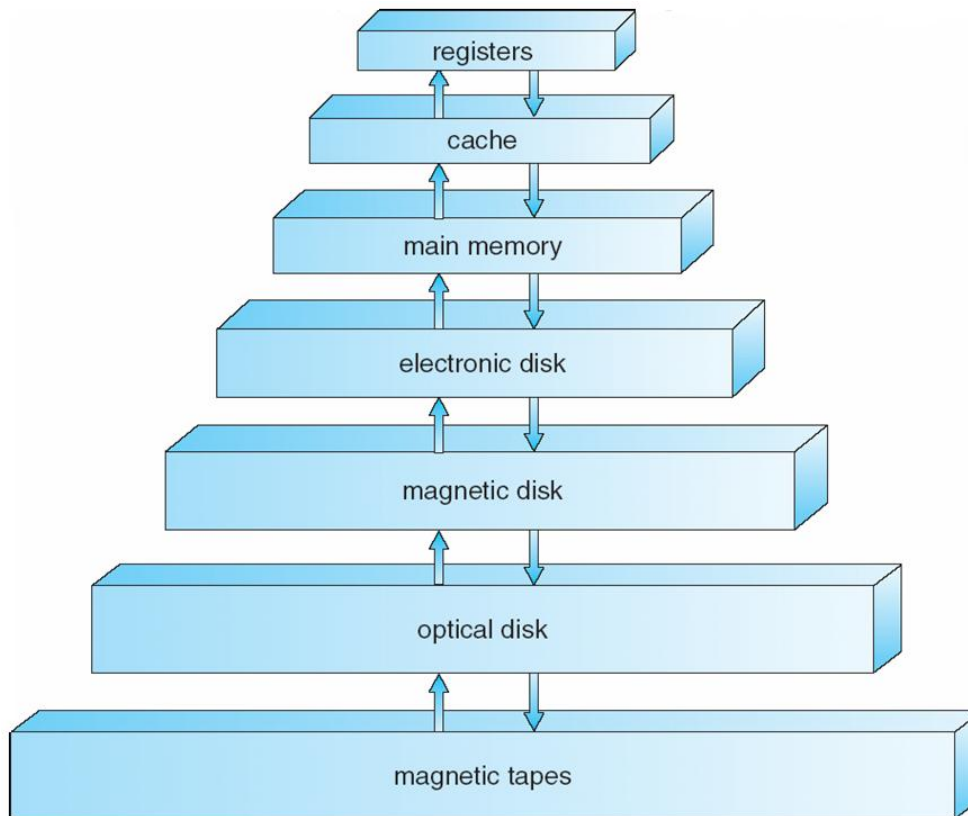 registers
cache
main memory
electronic disk
magnetic disk
optical disk
magnetic tapes